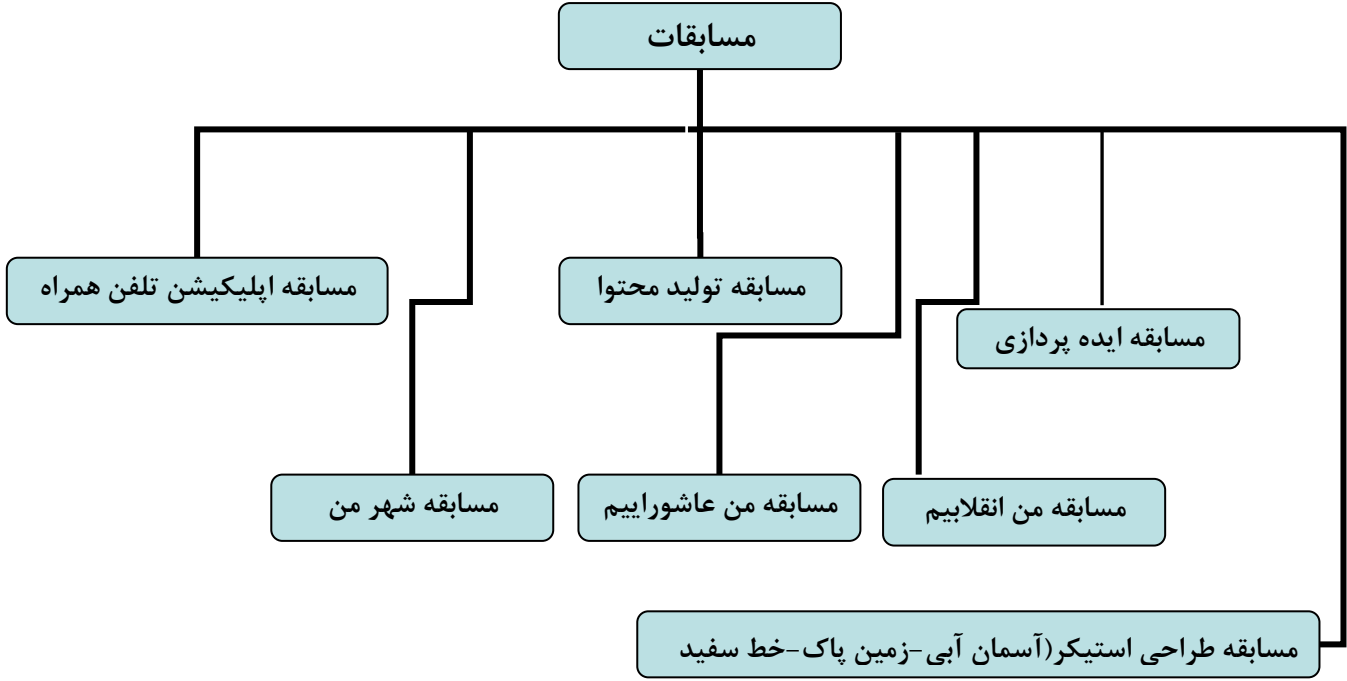 مسابقات
مسابقه تولید محتوا
مسابقه اپلیکیشن تلفن همراه
مسابقه ایده پردازی
مسابقه من انقلابیم
مسابقه من عاشوراییم
مسابقه شهر من
مسابقه طراحی استیکر(آسمان آبی-زمین پاک-خط سفید